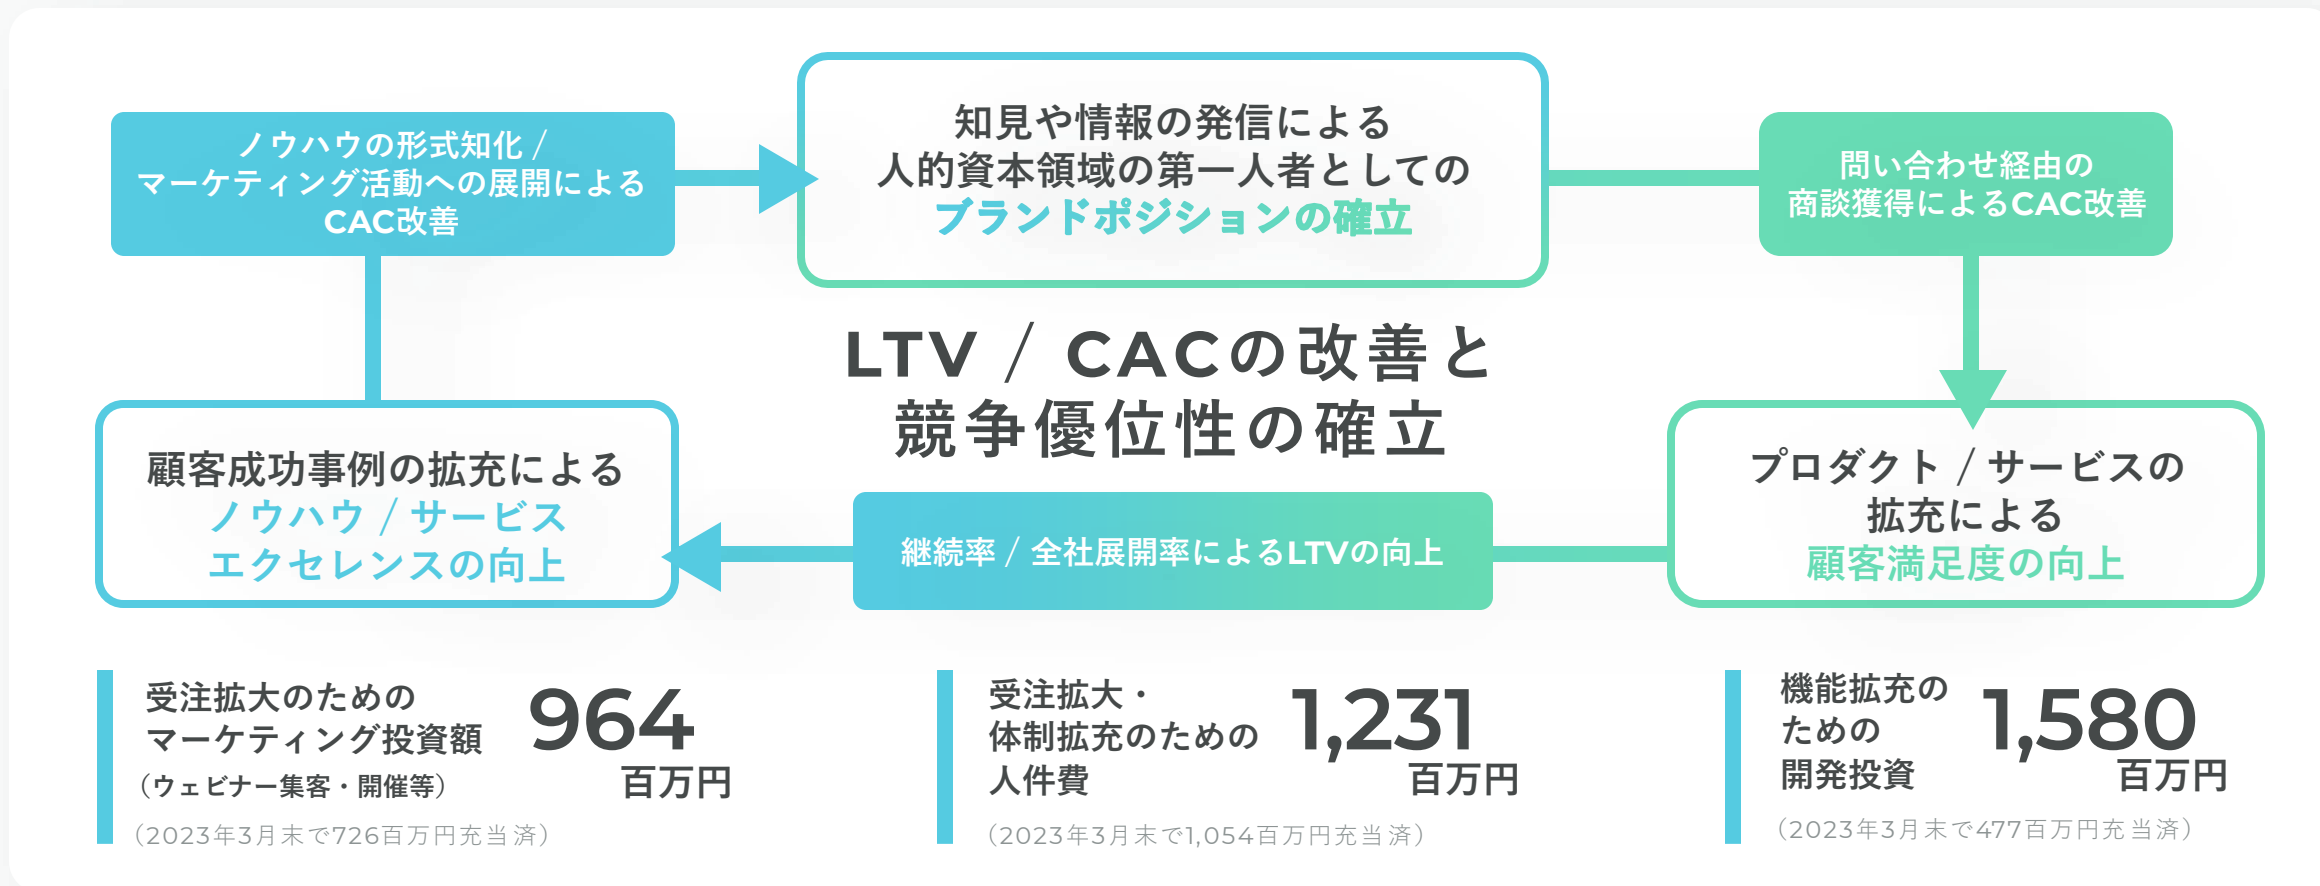 ノウハウの形式知化 /
マーケティング活動への展開による
CAC改善
知見や情報の発信による
人的資本領域の第一人者としての
ブランドポジションの確立
問い合わせ経由の
商談獲得によるCAC改善
LTV / CACの改善と
競争優位性の確立
顧客成功事例の拡充による
ノウハウ / サービス
エクセレンスの向上
継続率 / 全社展開率によるLTVの向上
プロダクト / サービスの
拡充による
顧客満足度の向上
受注拡大のための
マーケティング投資額
（ウェビナー集客・開催等）
964
百万円
（2023年3月末で726百万円充当済）
受注拡大・
体制拡充のための
人件費
1,231
百万円
（2023年3月末で1,054百万円充当済）
機能拡充の
ための
開発投資
1,580
百万円
（2023年3月末で477百万円充当済）